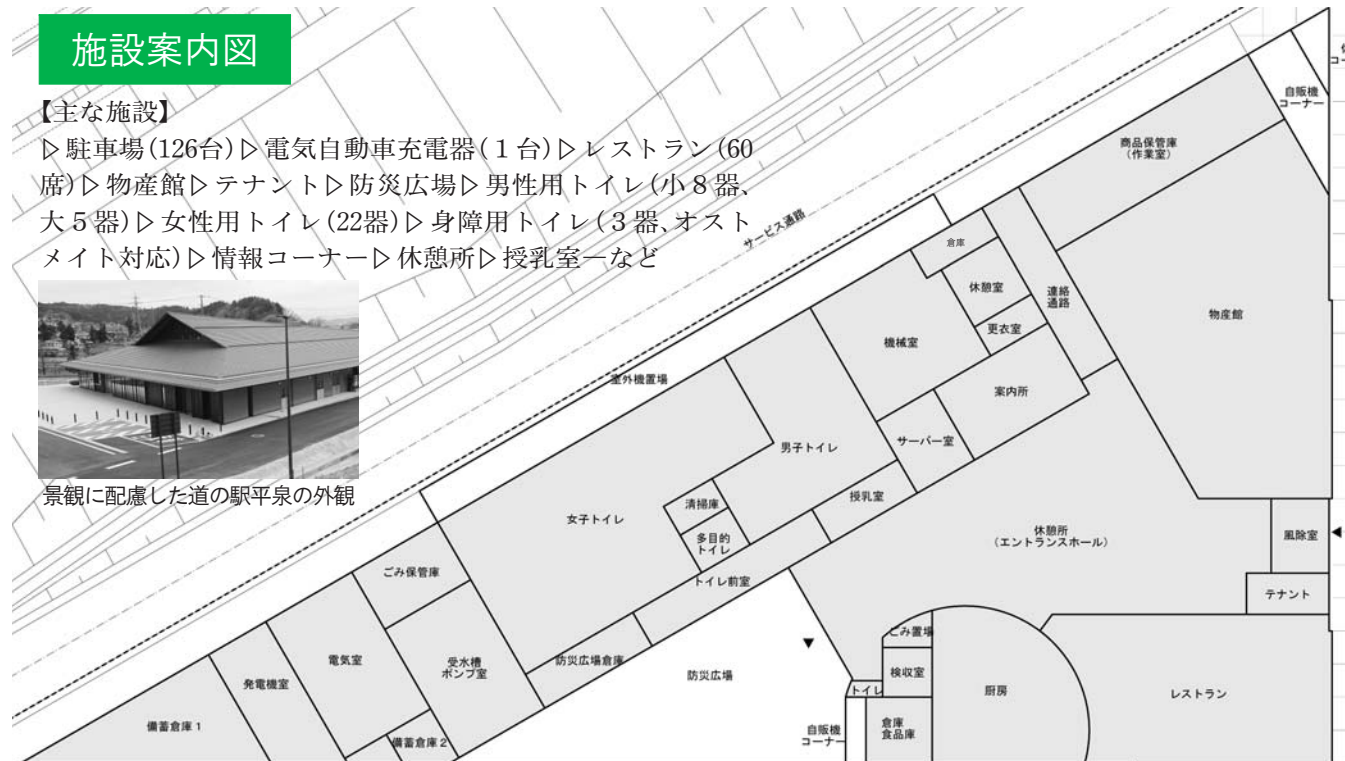 施設案内図
【主な施設】
▷駐車場(126台)▷電気自動車充電器(1台)▷レストラン(60
席)▷物産館▷テナント▷防災広場▷男性用トイレ(小8器、
大5器)▷女性用トイレ(22器)▷身障用トイレ(3器、オスト
メイト対応)▷情報コーナー▷休憩所▷授乳室―など
景観に配慮した道の駅平泉の外観
自販機
コーナー
商品保管庫
(作業室)
サービス通路
倉庫
休憩室
連絡
通路
更衣室
物産館
機械室
室外機置場
案内所
サーバー室
男子トイレ
授乳室
清掃庫
女子トイレ
多目的
トイレ
休憩所
(エントランスホール)
風除室
ごみ保管庫
トイレ前室
テナント
ごみ置場
電気室
受水槽
ポンプ室
防災広場倉庫
防災広場
検収室
発電機室
トイレ
厨房
レストラン
備蓄倉庫1
備蓄倉庫2
自販機
コーナー
倉庫
食品庫